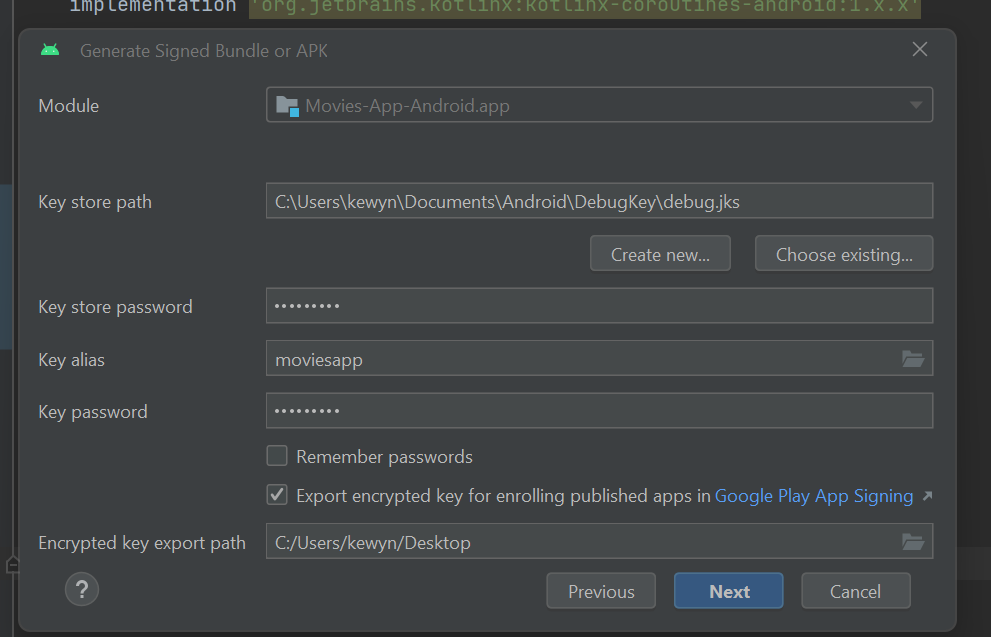 implementation 'org.jetbrains.kotlinx:kotlinx-coroutines-android:1.x.x'
Generate Signed Bundle or APK
Module Movies-App-Android.app
Key store path C:\Users\kewyn\Documents\Android\DebugKey\debug.jks
Create new... Choose existing...
Key store password •••••••••
Key alias moviesapp
Key password •••••••••
Remember passwords
Export encrypted key for enrolling published apps in Google Play App Signing ↗
Encrypted key export path C:/Users/kewyn/Desktop
? Previous Next Cancel